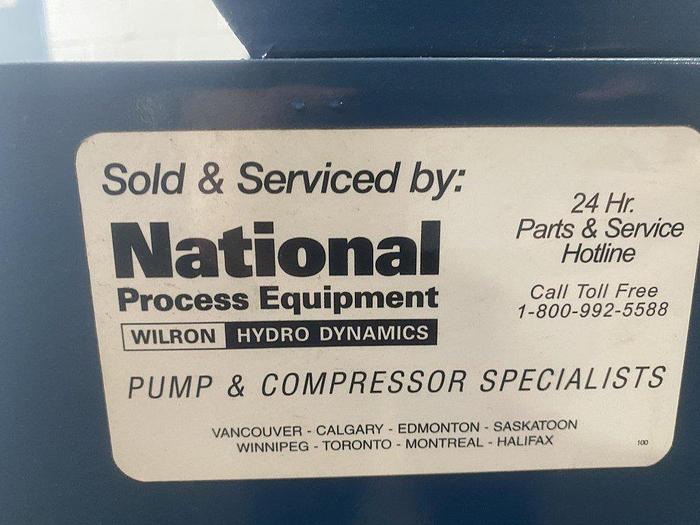 Sold & Serviced by:
National
Process Equipment
WILRON HYDRO DYNAMICS
24 Hr.
Parts & Service
Hotline
Call Toll Free
1-800-992-5588
PUMP & COMPRESSOR SPECIALISTS
VANCOUVER - CALGARY - EDMONTON - SASKATOON
WINNIPEG - TORONTO - MONTREAL - HALIFAX
100